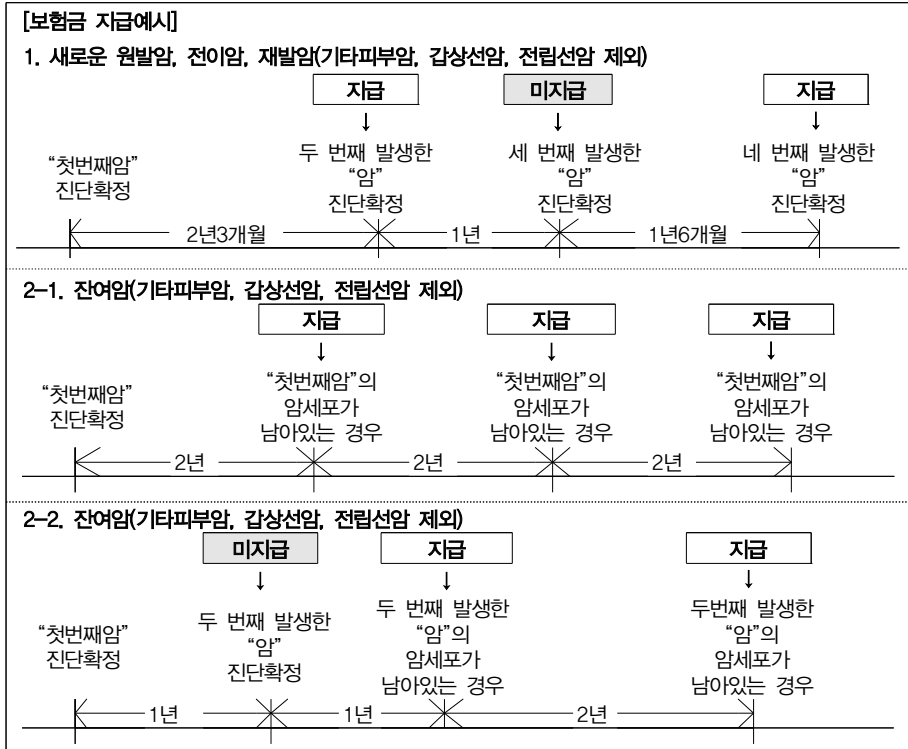 [보험금 지급예시]
1. 새로운 원발암, 전이암, 재발암(기타피부암, 갑상선암, 전립선암 제외)
지급
미지급
지급
↓
↓
↓
"첫번째암"
진단확정
두 번째 발생한
"암"
진단확정
세 번째 발생한
"암"
진단확정
네 번째 발생한
"암"
진단확정
2년3개월
1년
1년6개월
2-1. 잔여암(기타피부암, 갑상선암, 전립선암 제외)
지급
지급
지급
↓
↓
↓
"첫번째암"
진단확정
"첫번째암"의
암세포가
남아있는 경우
"첫번째암"의
암세포가
남아있는 경우
"첫번째암"의
암세포가
남아있는 경우
2년
2년
2년
2-2. 잔여암(기타피부암, 갑상선암, 전립선암 제외)
미지급
지급
지급
↓
↓
↓
"첫번째암"
진단확정
두 번째 발생한
"암"
진단확정
두 번째 발생한
"암"의
암세포가
남아있는 경우
두번째 발생한
"암"의
암세포가
남아있는 경우
1년
1년
2년